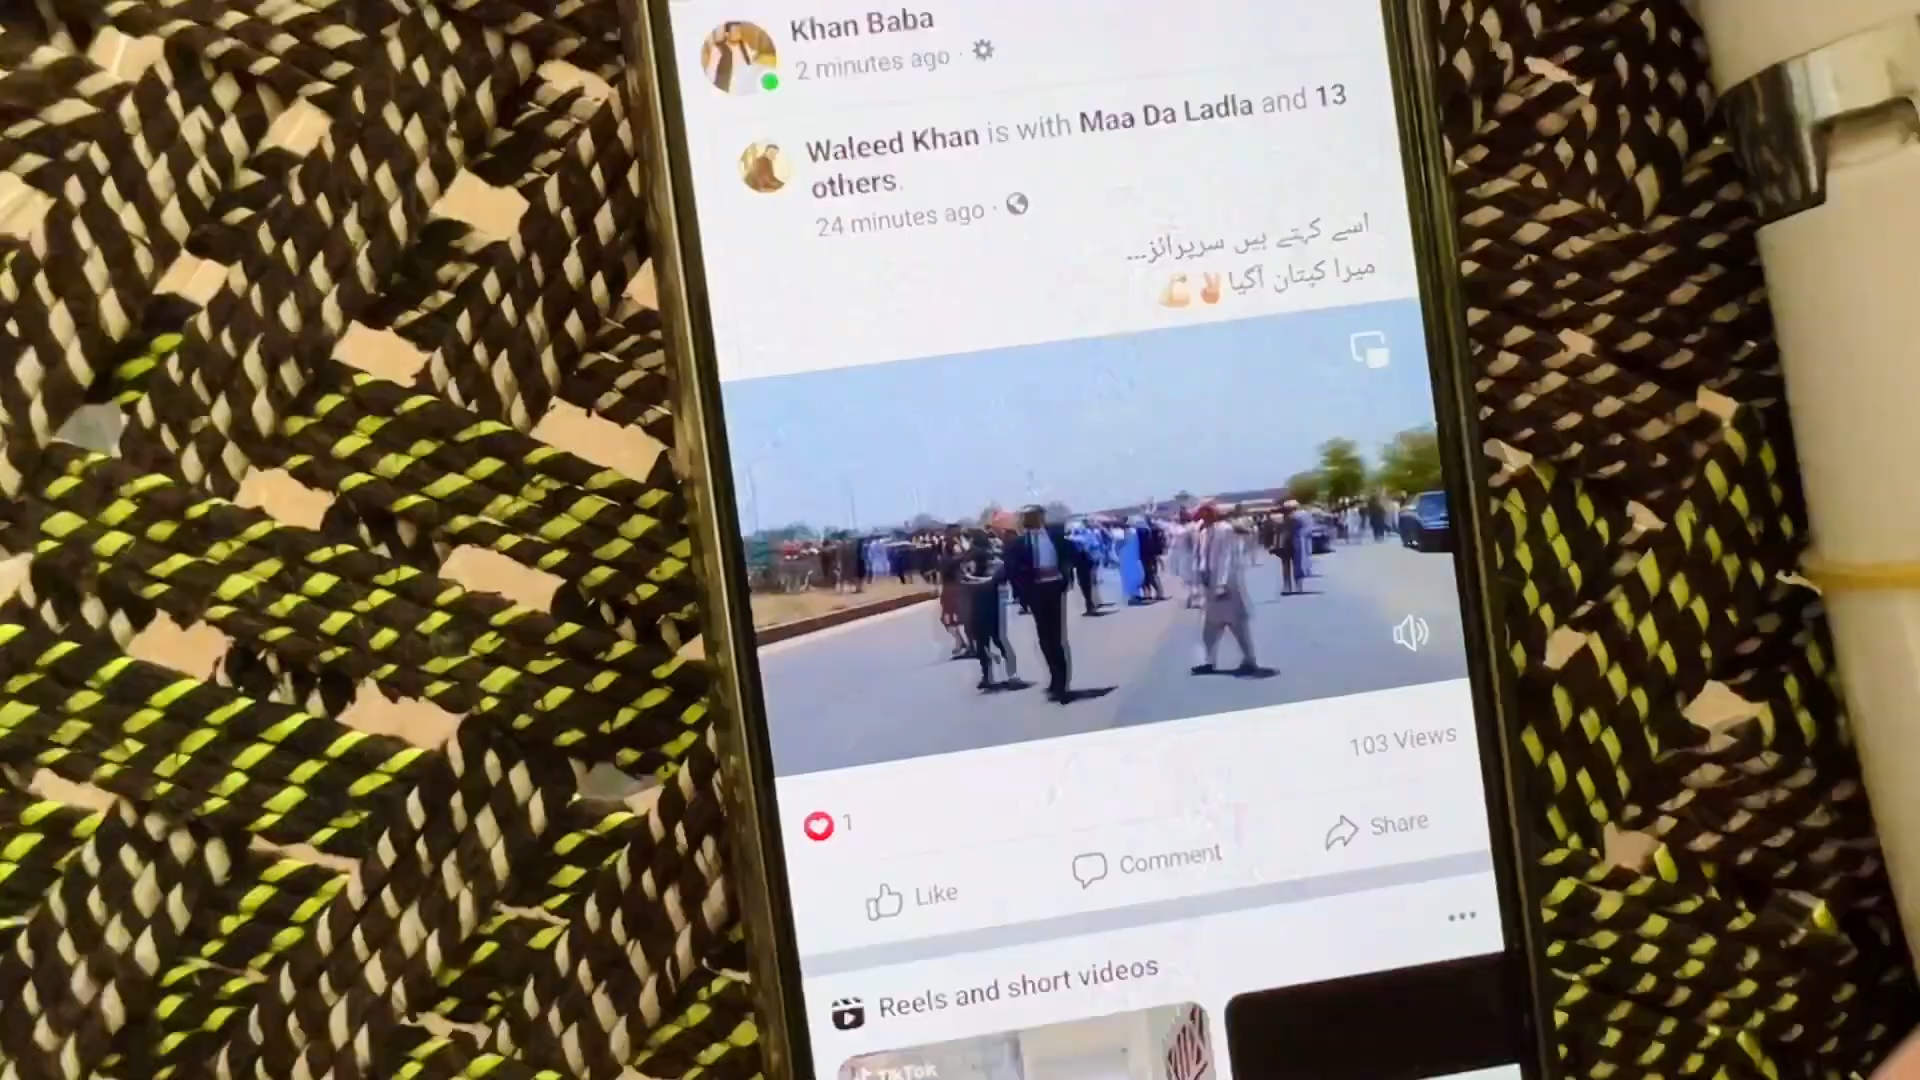 Khan Baba
2 minutes ago ·
Waleed Khan is with Maa Da Ladla and 13
others.
24 minutes ago ·
اسے کہتے ہیں سرپرائز...
میرا کپتان آگیا✌🏻💪🏻
103 Views
1
Like
Comment
Share
Reels and short videos
TikTok